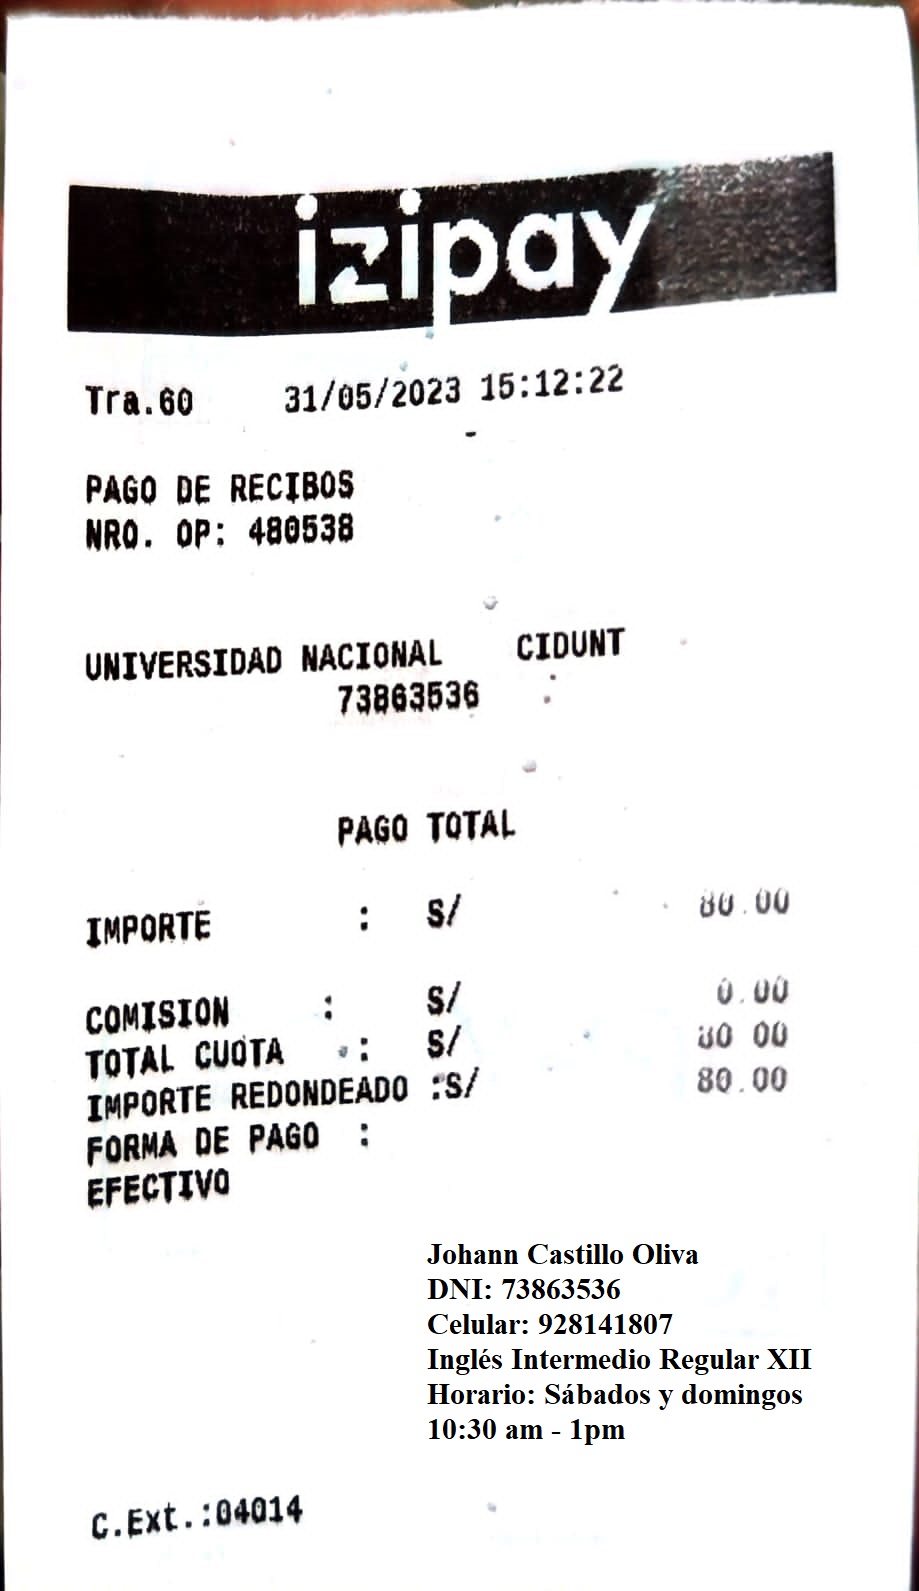 izipay
Tra.60 31/05/2023 15:12:22
PAGO DE RECIBOS
NRO. OP: 480538
UNIVERSIDAD NACIONAL CIDUNT
73863536
PAGO TOTAL
IMPORTE : S/ 80.00
COMISION : S/ 0.00
TOTAL CUOTA : S/ 80 00
IMPORTE REDONDEADO :S/ 80.00
FORMA DE PAGO :
EFECTIVO
Johann Castillo Oliva
DNI: 73863536
Celular: 928141807
Inglés Intermedio Regular XII
Horario: Sábados y domingos
10:30 am - 1pm
C.Ext.:04014